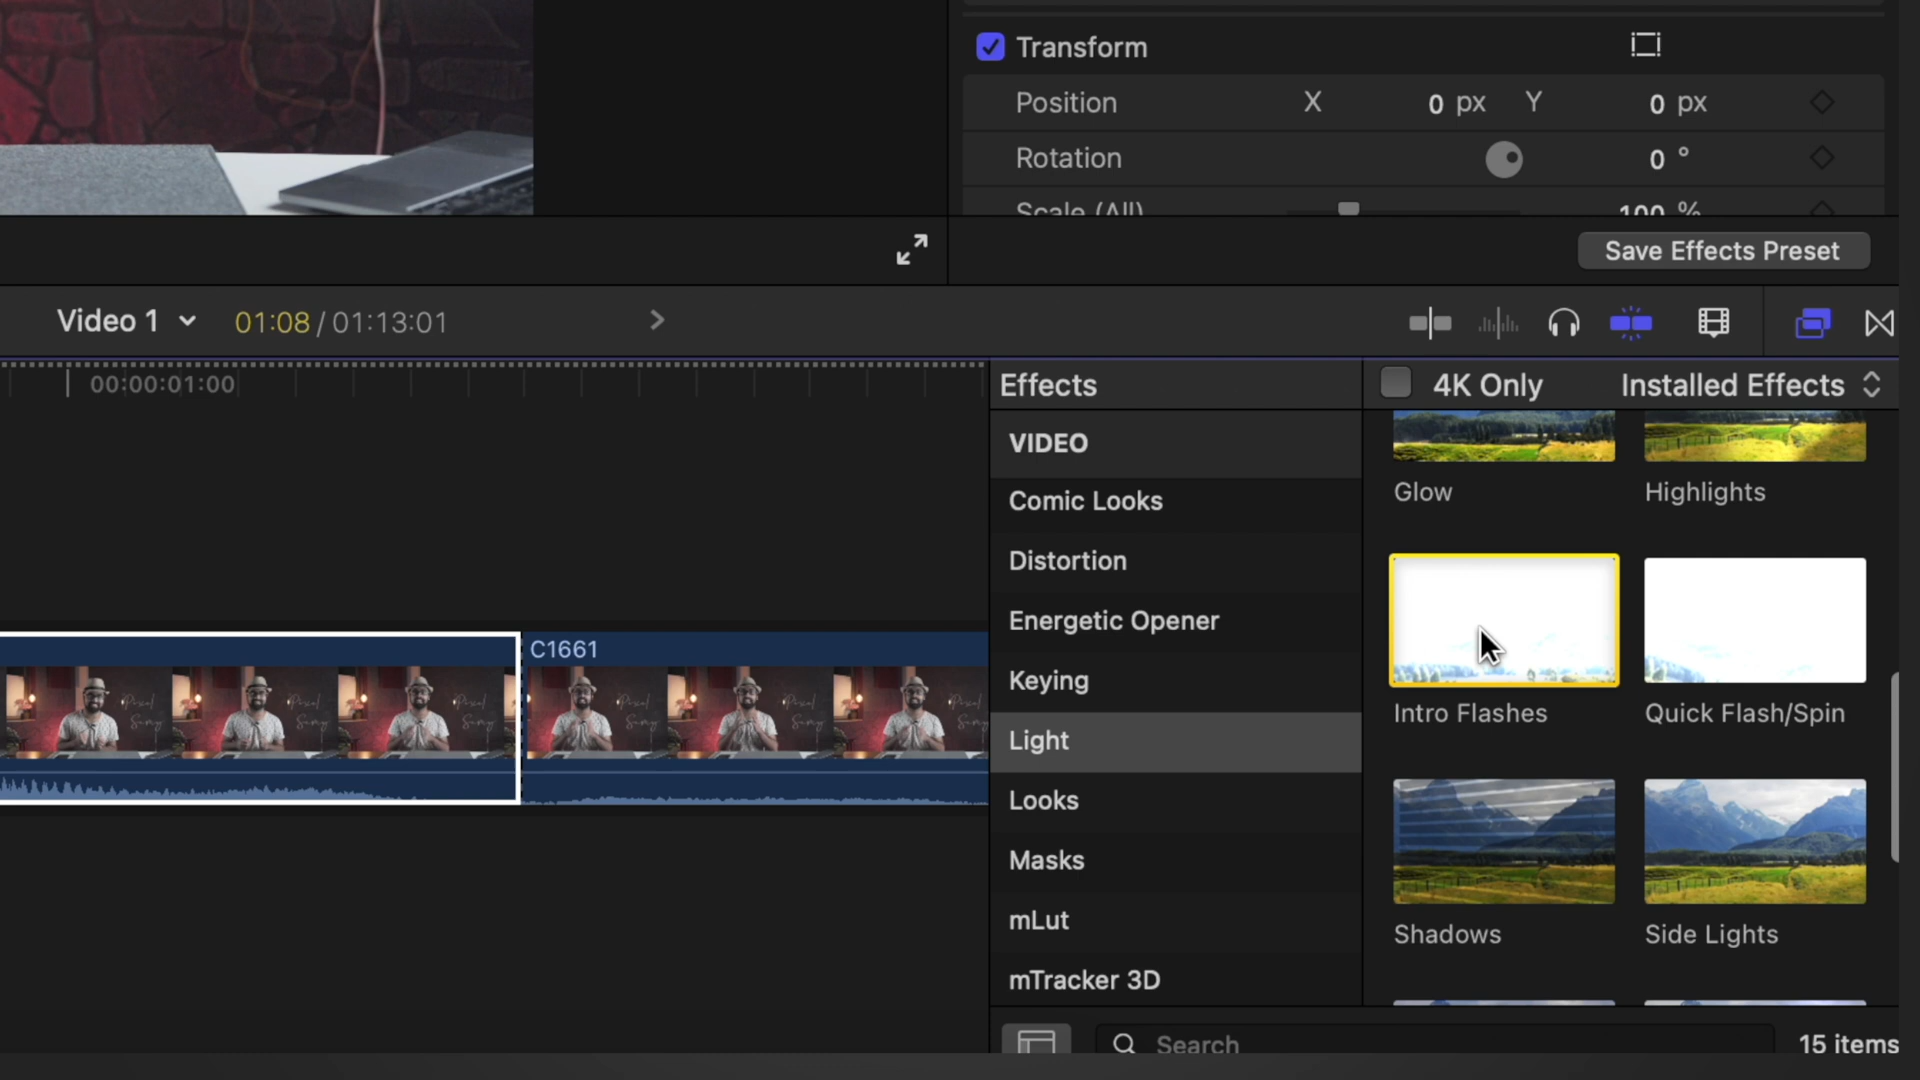 Transform
Position X 0 px Y 0 px
Rotation 0 °
Scale (All) 100 %
Save Effects Preset
Video 1 01:08 / 01:13:01
00:00:01:00
Effects
4K Only Installed Effects
VIDEO
Comic Looks
Distortion
Energetic Opener
Keying
Light
Looks
Masks
mLut
mTracker 3D
Glow Highlights
Intro Flashes Quick Flash/Spin
Shadows Side Lights
C1661
Search 15 items